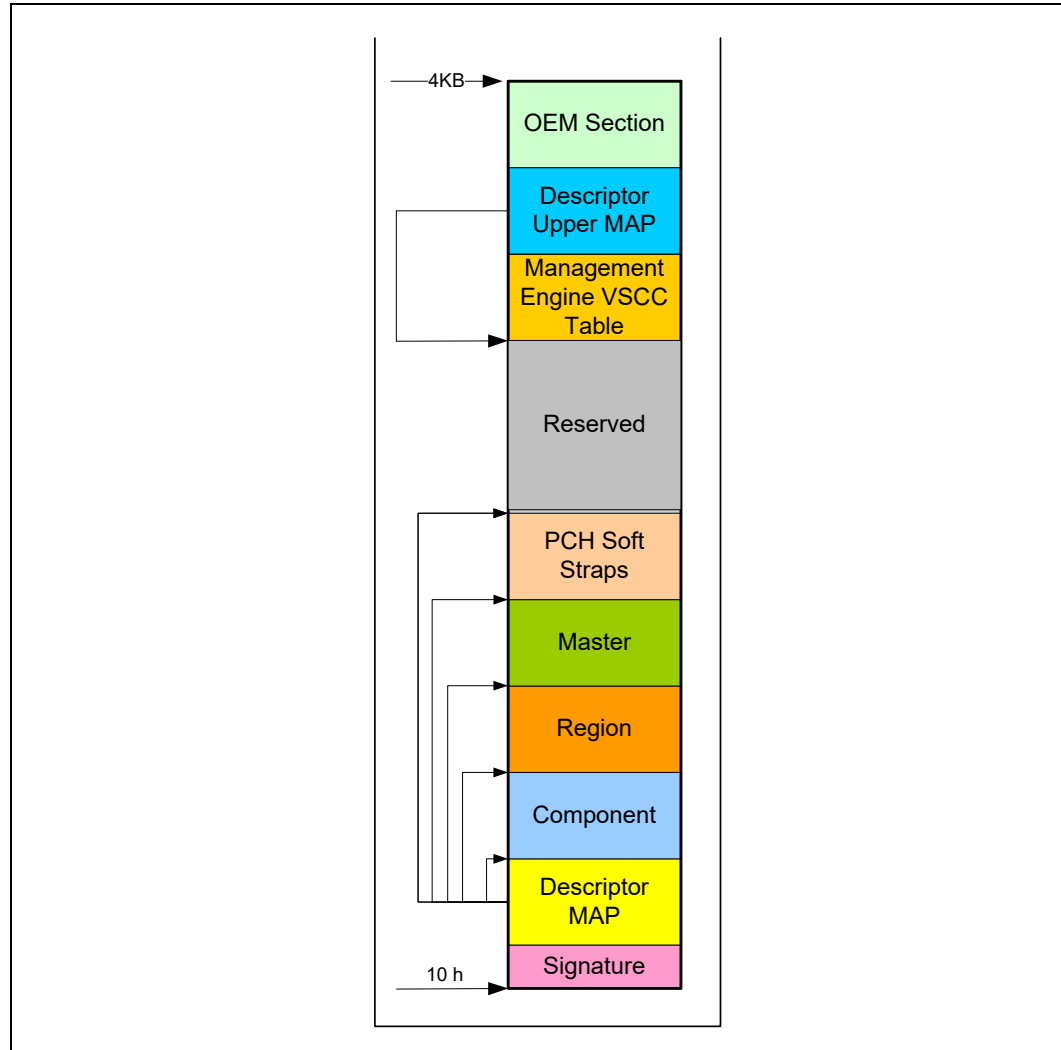 4KB
OEM Section
Descriptor
Upper MAP
Management
Engine VSCC
Table
Reserved
PCH Soft
Straps
Master
Region
Component
Descriptor
MAP
Signature
10 h